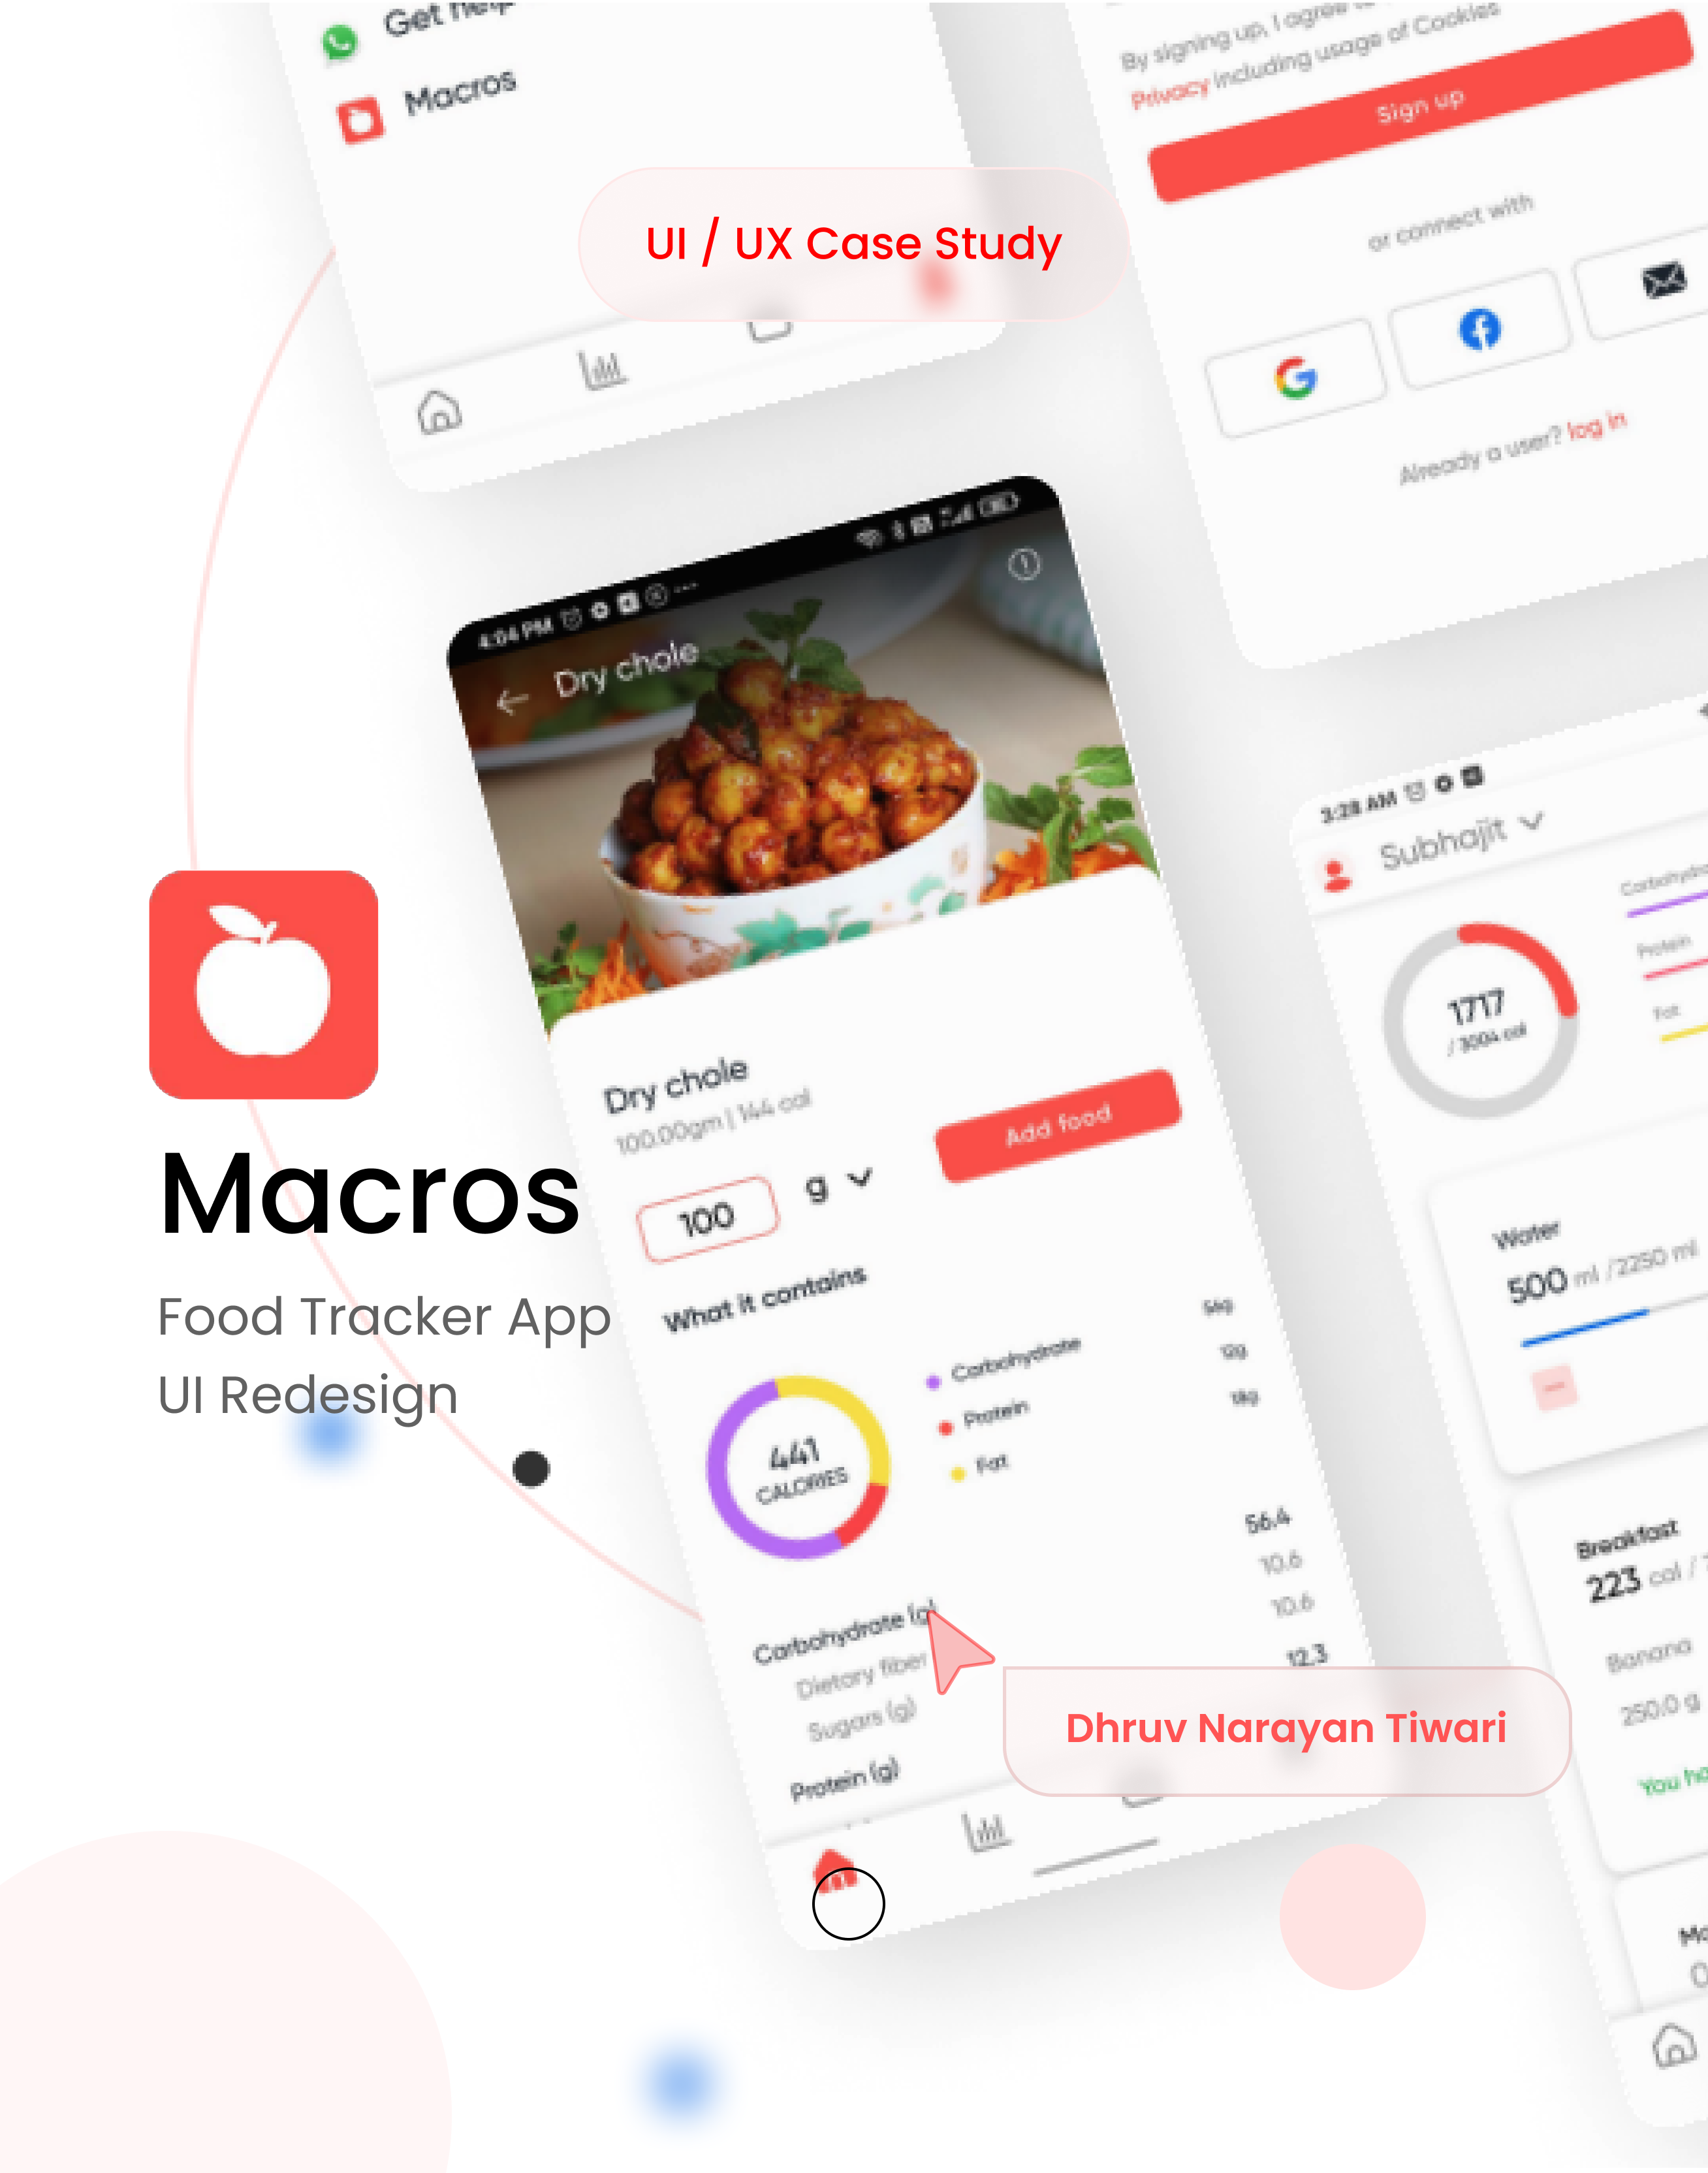 Get help
Macros
By signing up, I agree to
Privacy including usage of Cookies
Sign up
or connect with
Already a user? log in
UI / UX Case Study
4:04 PM
Dry chole
Dry chole
100.00gm | 144 cal
Add food
100 g
What it contains
441
CALORIES
Carbohydrate 56g
Protein 12g
Fat 18g
Carbohydrate (g) 56.4
Dietary fiber 10.6
Sugars (g) 10.6
Protein (g) 12.3
Macros
Food Tracker App
UI Redesign
Dhruv Narayan Tiwari
3:28 AM
Subhajit
1717
/ 3004 cal
Protein
Fat
Water
500 ml / 2250 ml
Breakfast
223 cal /
Banana
250.0 g
You